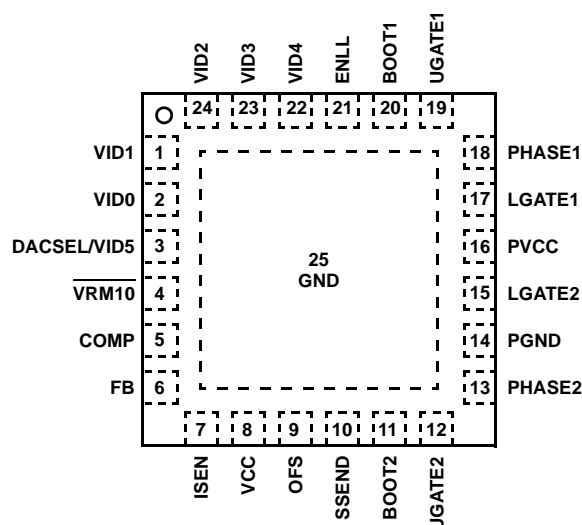 VID2
VID3
VID4
ENLL
BOOT1
UGATE1
24
23
22
21
20
19
VID1
1
18
PHASE1
VID0
2
17
LGATE1
DACSEL/VID5
3
16
PVCC
25
GND
VRM10
4
15
LGATE2
COMP
5
14
PGND
FB
6
13
PHASE2
7
8
9
10
11
12
ISEN
VCC
OFS
SSEND
BOOT2
UGATE2